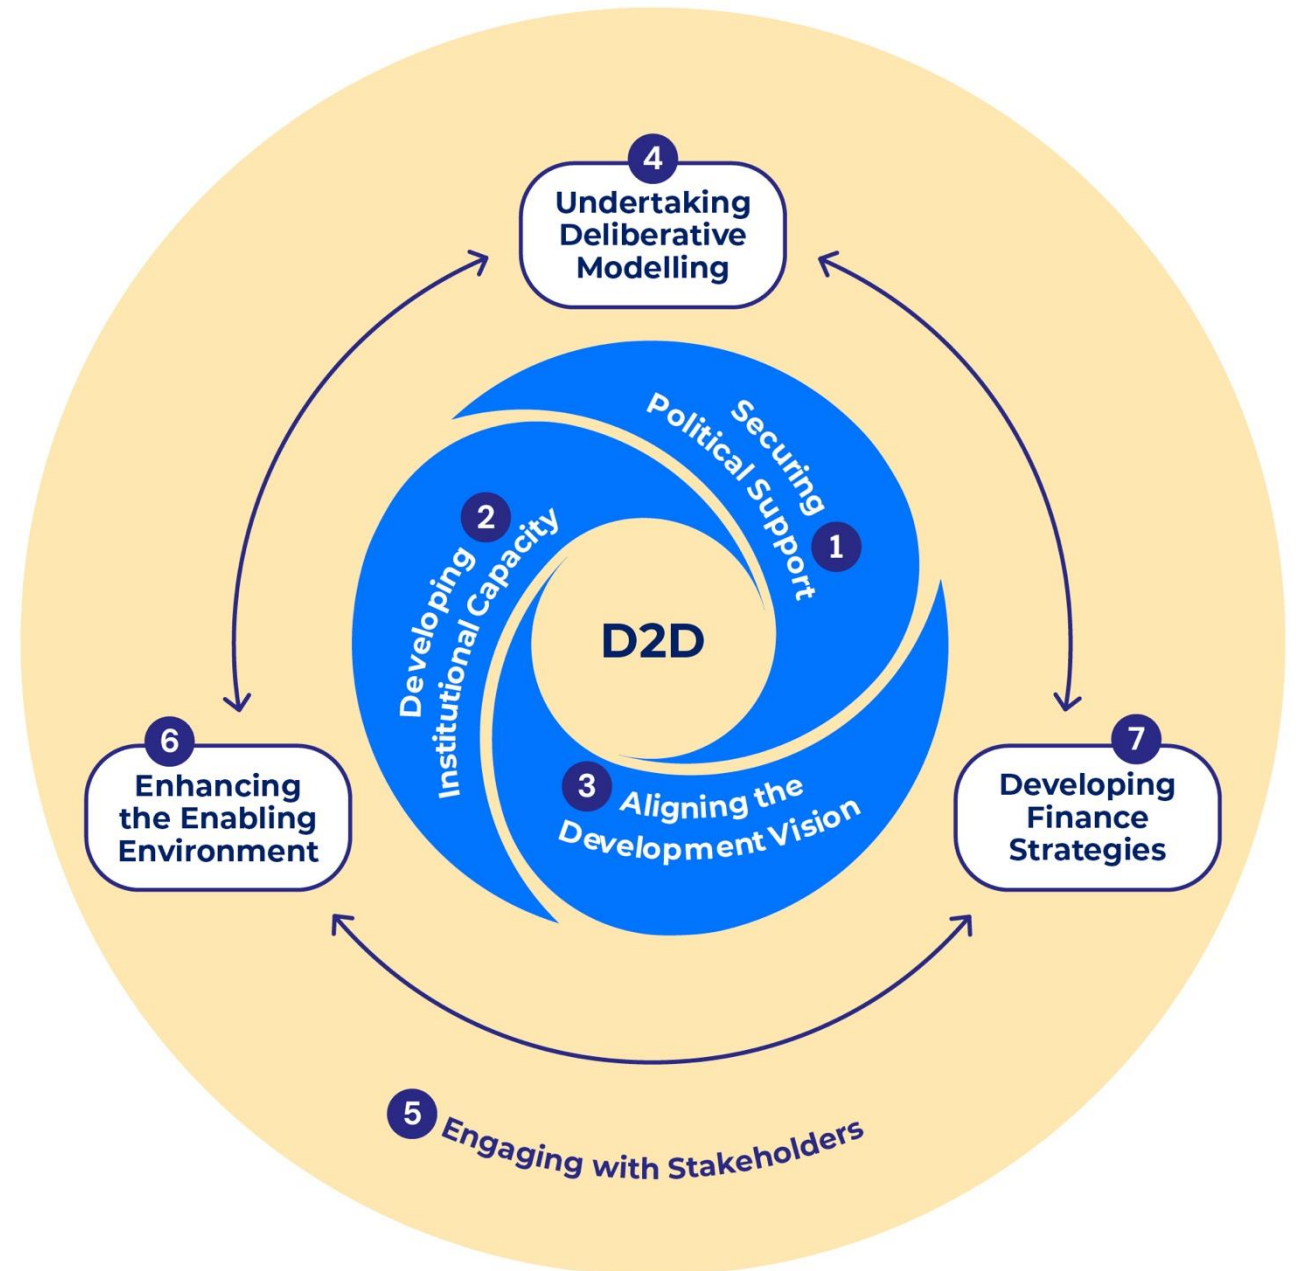 4
Undertaking
Deliberative
Modelling
Securing
Political Support
1
2
Developing
Institutional Capacity
D2D
3
Aligning the
Development Vision
6
Enhancing
the Enabling
Environment
7
Developing
Finance
Strategies
5
Engaging with Stakeholders